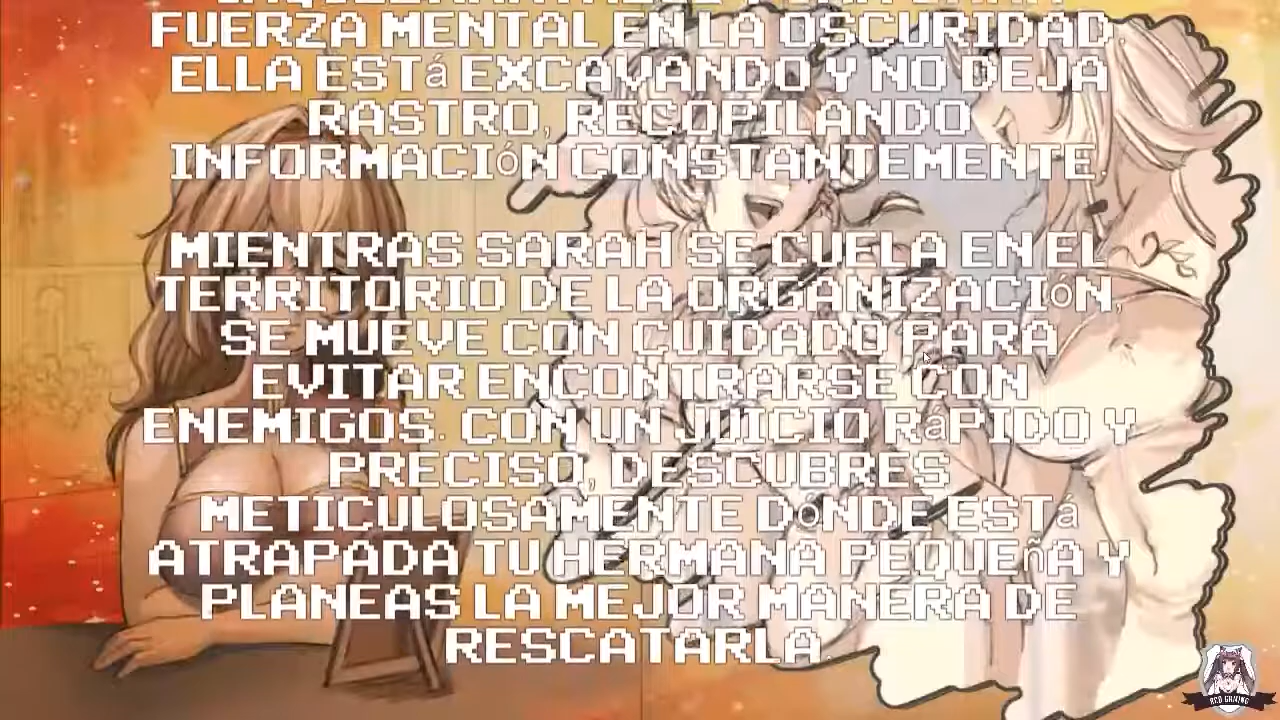 FUERZA MENTAL EN LA OSCURIDAD.
ELLA ESTá EXCAVANDO Y NO DEJA
RASTRO, RECOPILANDO
INFORMACIóN CONSTANTEMENTE.
MIENTRAS SARAH SE CUELA EN EL
TERRITORIO DE LA ORGANIZACIóN,
SE MUEVE CON CUIDADO PARA
EVITAR ENCONTRARSE CON
ENEMIGOS. CON UN JUICIO RáPIDO Y
PRECISO, DESCUBRES
METICULOSAMENTE DóNDE ESTá
ATRAPADA TU HERMANA PEQUEñA Y
PLANEAS LA MEJOR MANERA DE
RESCATARLA.